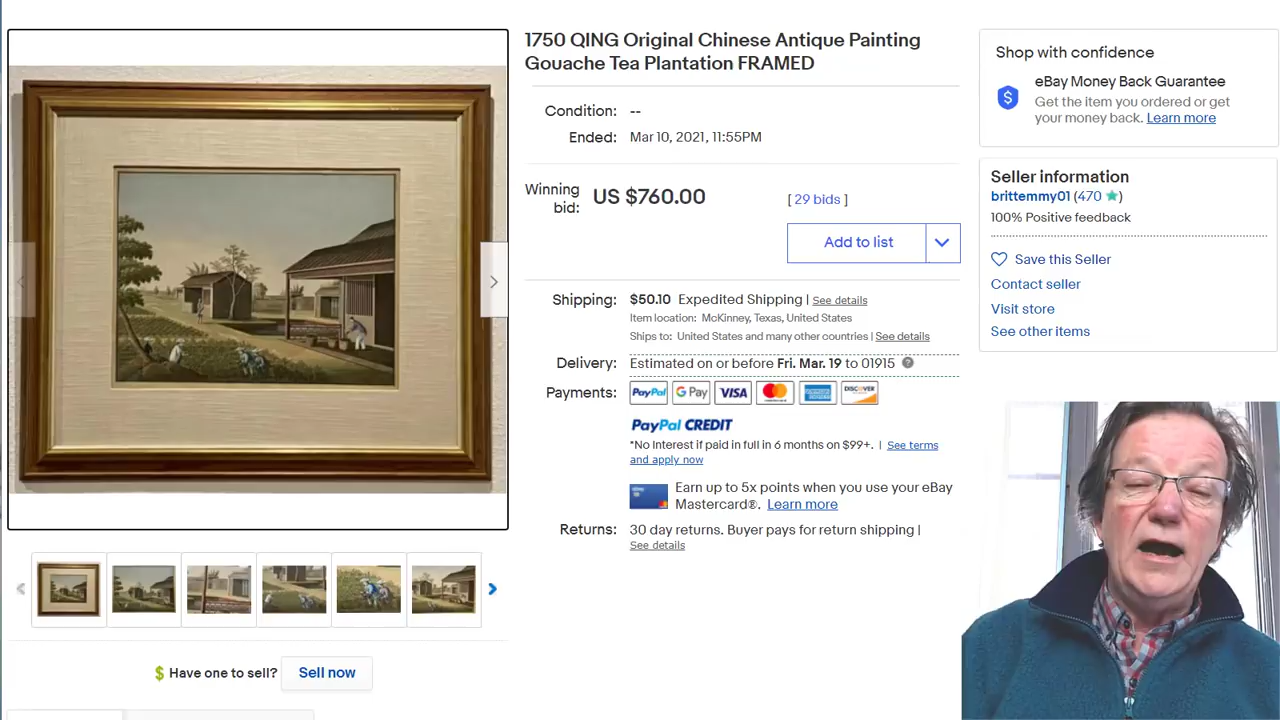 1750 QING Original Chinese Antique Painting
Gouache Tea Plantation FRAMED
Condition: --
Ended: Mar 10, 2021, 11:55PM
Winning
bid: US $760.00 [ 29 bids ]
Add to list
Shipping: $50.10 Expedited Shipping | See details
Item location: McKinney, Texas, United States
Ships to: United States and many other countries | See details
Delivery: Estimated on or before Fri. Mar. 19 to 01915
Payments: PayPal G Pay VISA DISCOVER
PayPal CREDIT
*No Interest if paid in full in 6 months on $99+. | See terms
and apply now
Earn up to 5x points when you use your eBay
Mastercard®. Learn more
Returns: 30 day returns. Buyer pays for return shipping |
See details
$ Have one to sell? Sell now
Shop with confidence
eBay Money Back Guarantee
Get the item you ordered or get
your money back. Learn more
Seller information
brittemmy01 (470 ★)
100% Positive feedback
Save this Seller
Contact seller
Visit store
See other items